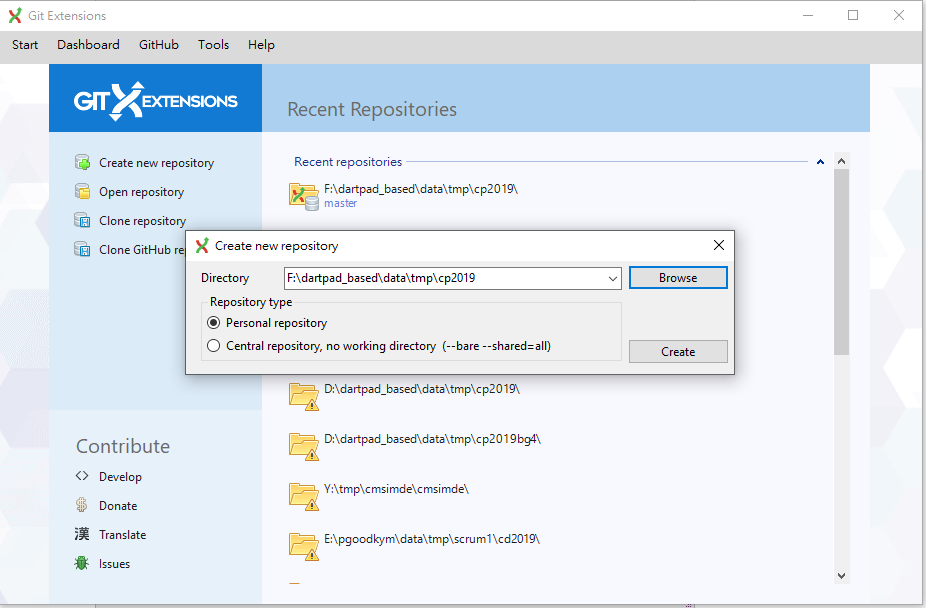 Git Extensions
Start Dashboard GitHub Tools Help
GIT EXTENSIONS
Recent Repositories
Create new repository
Open repository
Clone repository
Clone GitHub re
Recent repositories
F:\dartpad_based\data\tmp\cp2019\
master
Create new repository
Directory
F:\dartpad_based\data\tmp\cp2019
Browse
Repository type
Personal repository
Central repository, no working directory (--bare --shared=all)
Create
D:\dartpad_based\data\tmp\cp2019\
D:\dartpad_based\data\tmp\cp2019bg4\
Y:\tmp\cmsimde\cmsimde\
E:\pgoodkym\data\tmp\scrum1\cd2019\
Contribute
<> Develop
Donate
漢 Translate
Issues